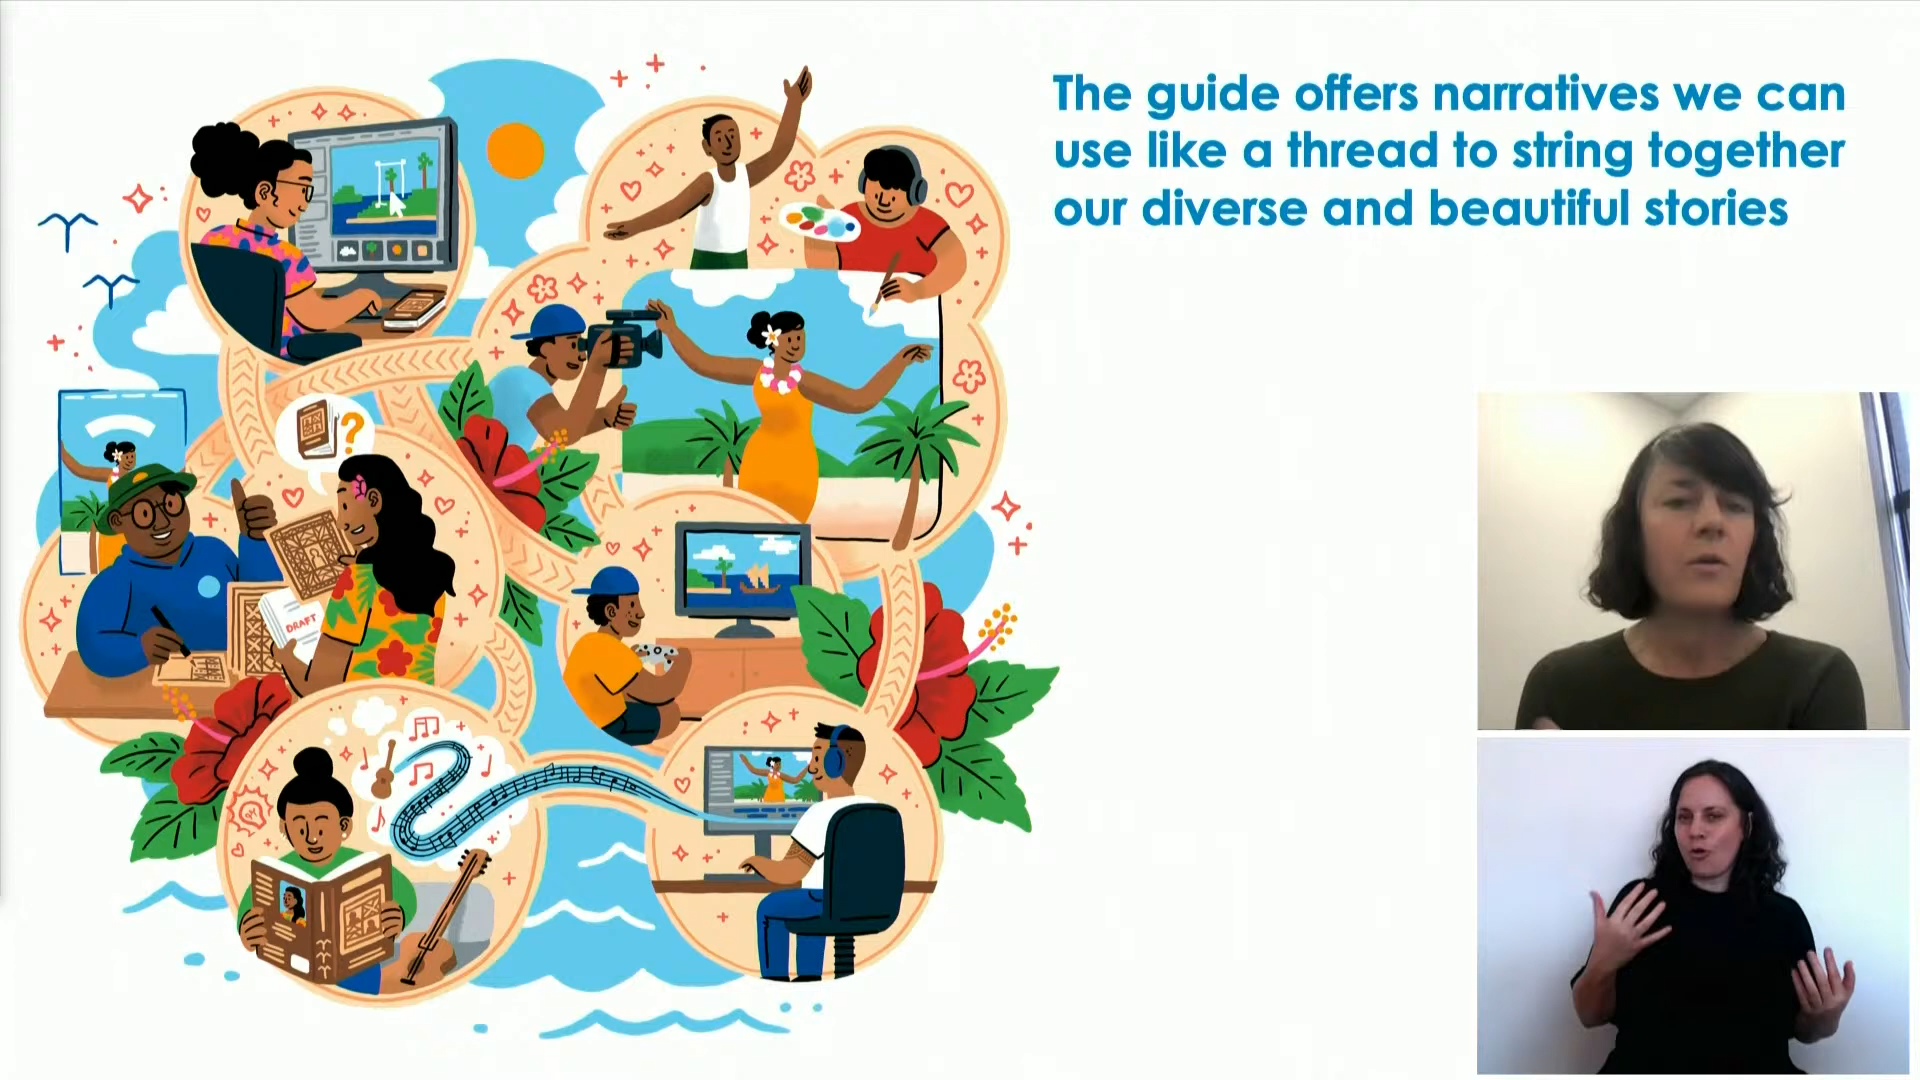 The guide offers narratives we can
use like a thread to string together
our diverse and beautiful stories
?
DRAFT